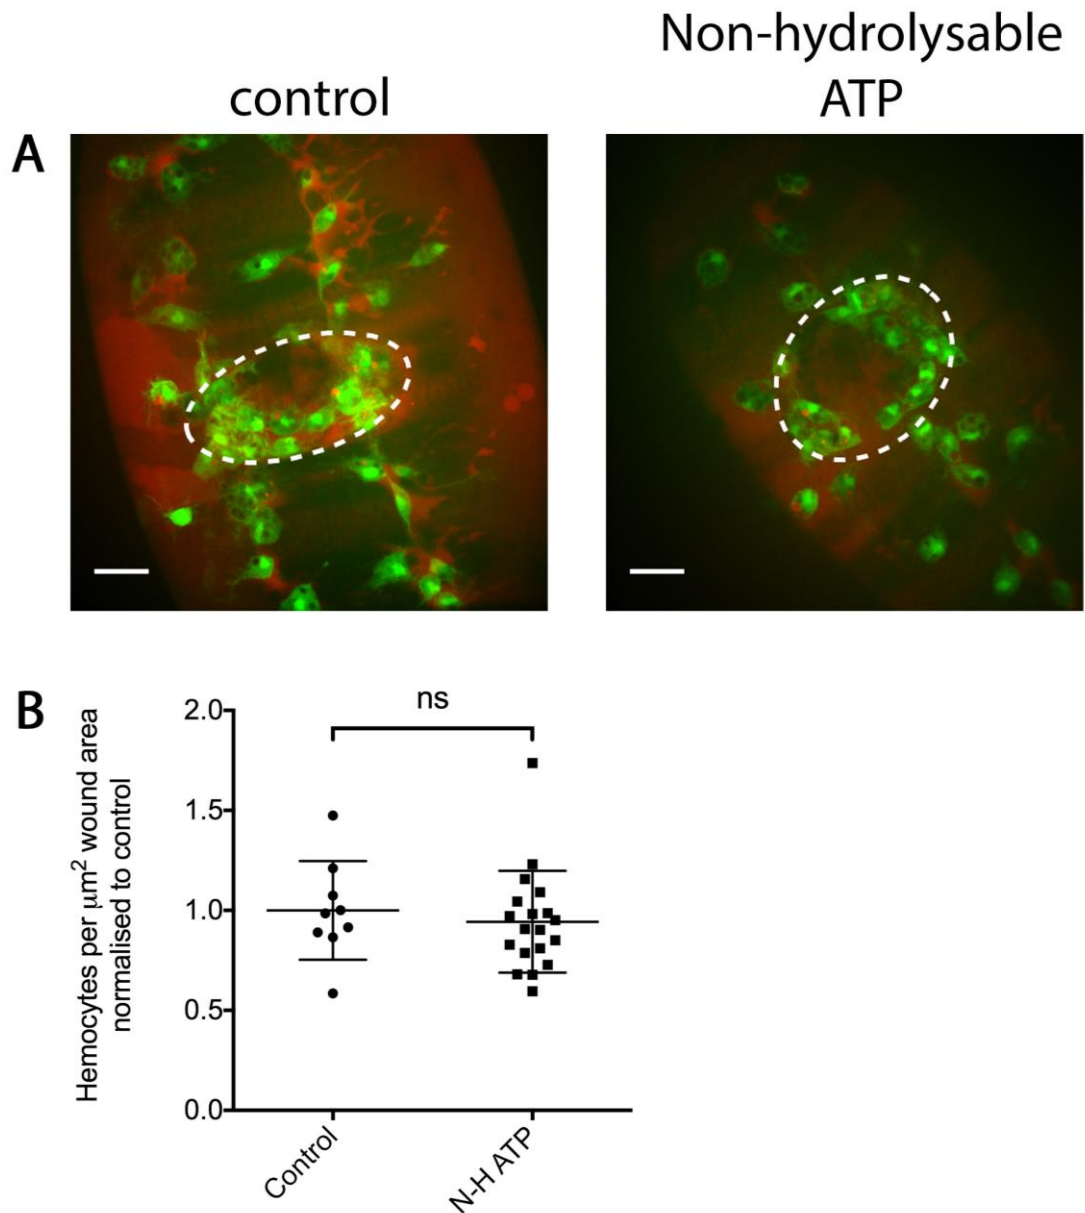 control
Non-hydrolysable
ATP
A
B
ns
Hemocytes per μm² wound area
normalised to control
2.0
1.5
1.0
0.5
0.0
Control
N-H ATP